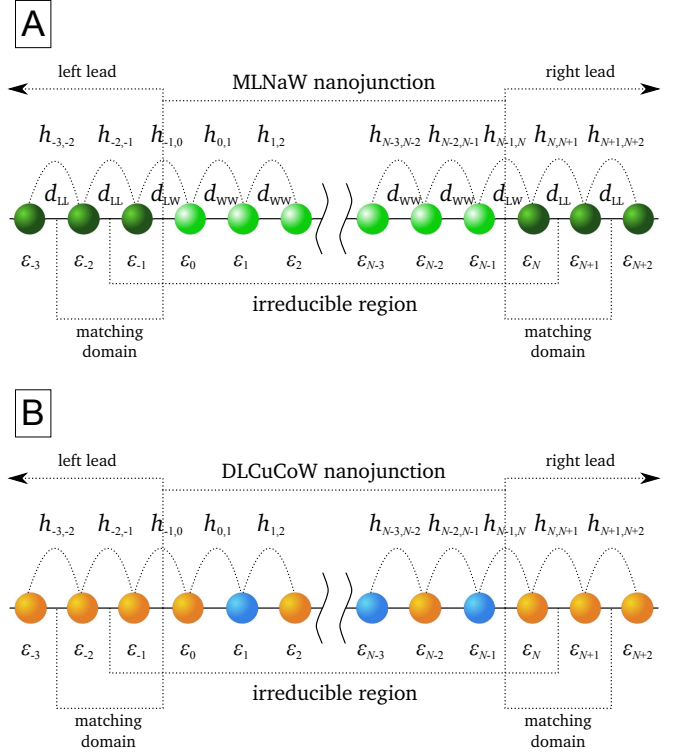 A
left lead
right lead
MLNaW nanojunction
h-3,-2 h-2,-1 h-1,0 h0,1 h1,2 hN-3,N-2 hN-2,N-1 hN-1,N hN,N+1 hN+1,N+2
dLL dLL dLW dWW dWW dWW dWW dLW dLL dLL
ε-3 ε-2 ε-1 ε0 ε1 ε2 εN-3 εN-2 εN-1 εN εN+1 εN+2
irreducible region
matching
domain
matching
domain
B
left lead
right lead
DLCuCoW nanojunction
h-3,-2 h-2,-1 h-1,0 h0,1 h1,2 hN-3,N-2 hN-2,N-1 hN-1,N hN,N+1 hN+1,N+2
ε-3 ε-2 ε-1 ε0 ε1 ε2 εN-3 εN-2 εN-1 εN εN+1 εN+2
irreducible region
matching
domain
matching
domain